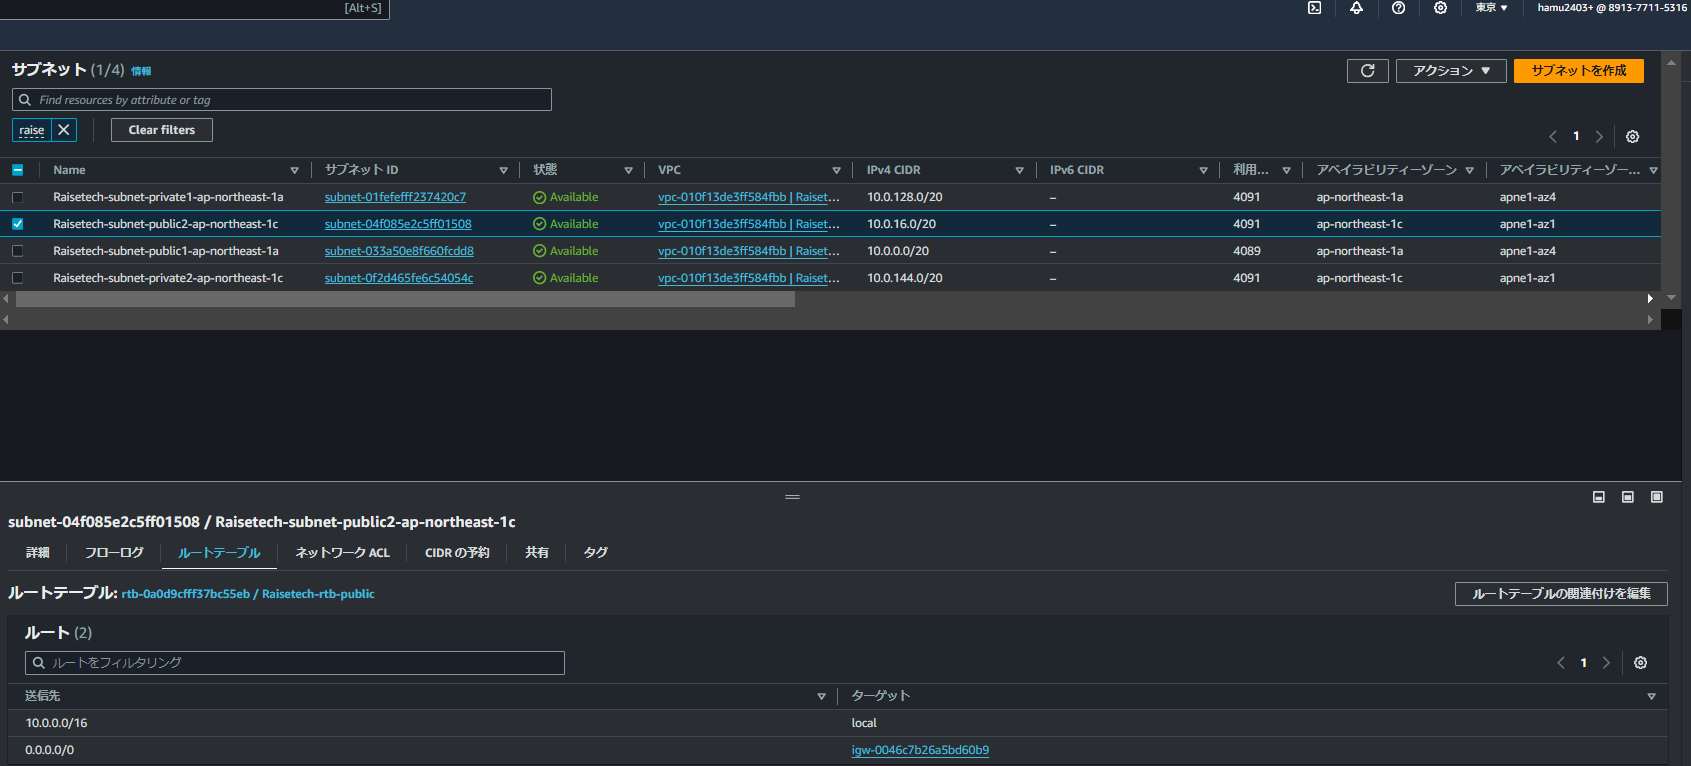 [Alt+S] 東京 ▼ hamu2403+ @ 8913-7711-5316
サブネット (1/4) 情報
アクション ▼ サブネットを作成
Find resources by attribute or tag
raise Clear filters
1
Name サブネット ID 状態 VPC IPv4 CIDR IPv6 CIDR 利用... アベイラビリティーゾーン アベイラビリティーゾー...
Raisetech-subnet-private1-ap-northeast-1a subnet-01fefefff237420c7 Available vpc-010f13de3ff584fbb | Raiset... 10.0.128.0/20 – 4091 ap-northeast-1a apne1-az4
Raisetech-subnet-public2-ap-northeast-1c subnet-04f085e2c5ff01508 Available vpc-010f13de3ff584fbb | Raiset... 10.0.16.0/20 – 4091 ap-northeast-1c apne1-az1
Raisetech-subnet-public1-ap-northeast-1a subnet-033a50e8f660fcdd8 Available vpc-010f13de3ff584fbb | Raiset... 10.0.0.0/20 – 4089 ap-northeast-1a apne1-az4
Raisetech-subnet-private2-ap-northeast-1c subnet-0f2d465fe6c54054c Available vpc-010f13de3ff584fbb | Raiset... 10.0.144.0/20 – 4091 ap-northeast-1c apne1-az1
subnet-04f085e2c5ff01508 / Raisetech-subnet-public2-ap-northeast-1c
詳細 フローログ ルートテーブル ネットワーク ACL CIDR の予約 共有 タグ
ルートテーブル: rtb-0a0d9cfff37bc55eb / Raisetech-rtb-public ルートテーブルの関連付けを編集
ルート (2)
ルートをフィルタリング 1
送信先 ターゲット
10.0.0.0/16 local
0.0.0.0/0 igw-0046c7b26a5bd60b9